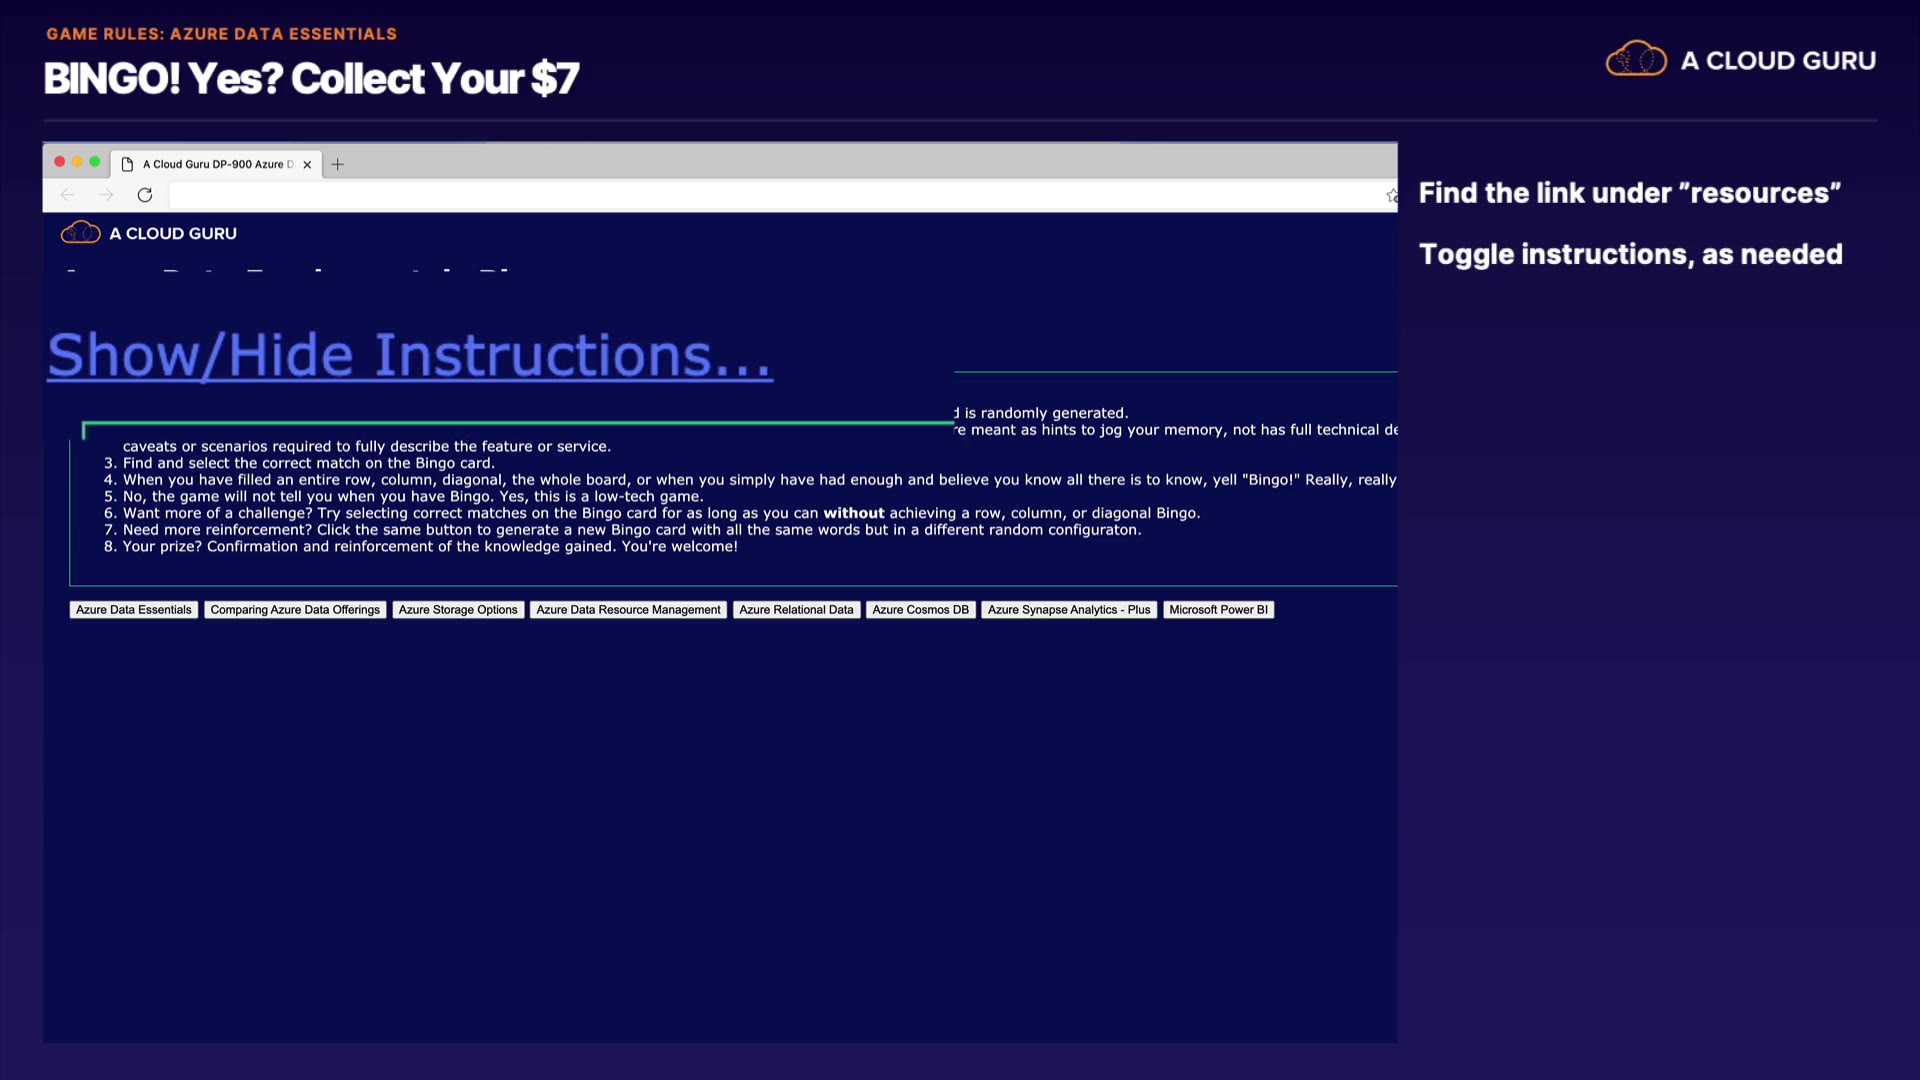 GAME RULES: AZURE DATA ESSENTIALS
BINGO! Yes? Collect Your $7
A CLOUD GURU
A Cloud Guru DP-900 Azure D
A CLOUD GURU
Find the link under "resources"
Toggle instructions, as needed
Show/Hide Instructions...
is randomly generated.
meant as hints to jog your memory, not has full technical de
caveats or scenarios required to fully describe the feature or service.
3. Find and select the correct match on the Bingo card.
4. When you have filled an entire row, column, diagonal, the whole board, or when you simply have had enough and believe you know all there is to know, yell "Bingo!" Really, really
5. No, the game will not tell you when you have Bingo. Yes, this is a low-tech game.
6. Want more of a challenge? Try selecting correct matches on the Bingo card for as long as you can without achieving a row, column, or diagonal Bingo.
7. Need more reinforcement? Click the same button to generate a new Bingo card with all the same words but in a different random configuraton.
8. Your prize? Confirmation and reinforcement of the knowledge gained. You're welcome!
Azure Data Essentials Comparing Azure Data Offerings Azure Storage Options Azure Data Resource Management Azure Relational Data Azure Cosmos DB Azure Synapse Analytics - Plus Microsoft Power BI